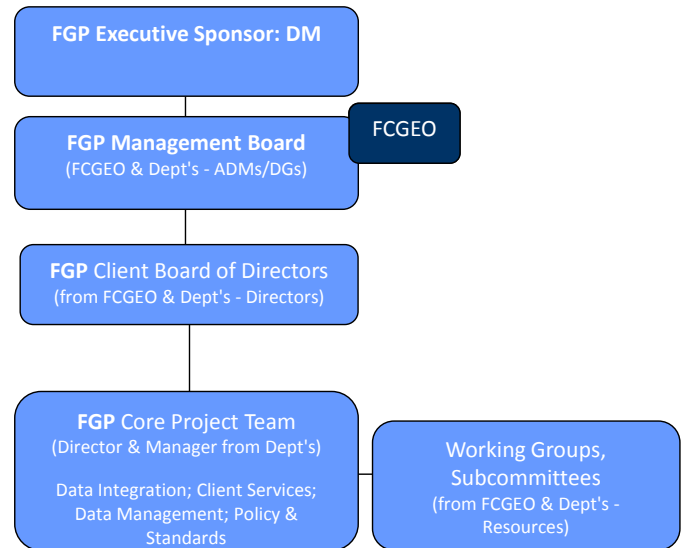 FGP Executive Sponsor: DM
FCGEO
FGP Management Board
(FCGEO & Dept's - ADMs/DGs)
FGP Client Board of Directors
(from FCGEO & Dept's - Directors)
FGP Core Project Team
(Director & Manager from Dept's)
Data Integration; Client Services;
Data Management; Policy &
Standards
Working Groups,
Subcommittees
(from FCGEO & Dept's -
Resources)